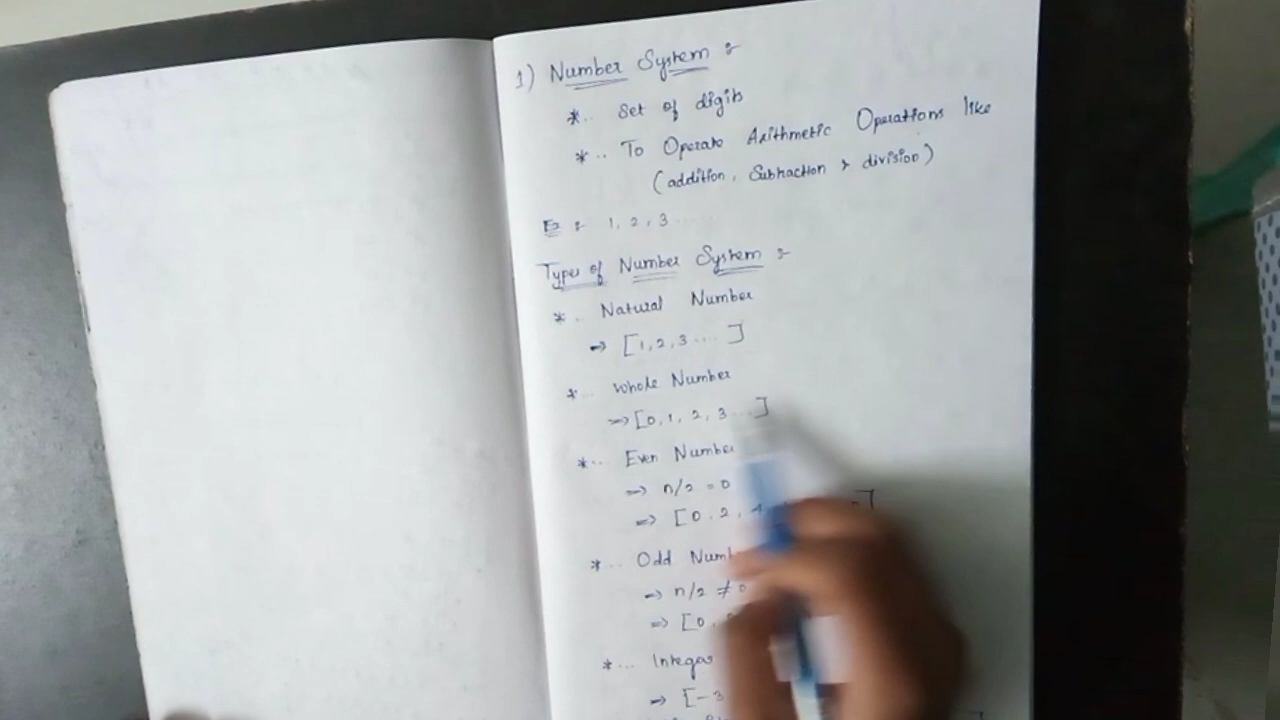 1) Number System :
*.. Set of digits
*.. To Operate Arithmetic Operations like
(addition, Subtraction & division)
Ex : 1, 2, 3 .....
Types of Number System :
*.. Natural Number
⇒ [1, 2, 3 .... ]
*.. Whole Number
⇒ [0, 1, 2, 3 ... ]
*.. Even Number
⇒ n/2 = 0
⇒ [0, 2, 4
*... Odd
⇒ n/2 ≠ 0
⇒ [0,
*... Integer
⇒ [-3